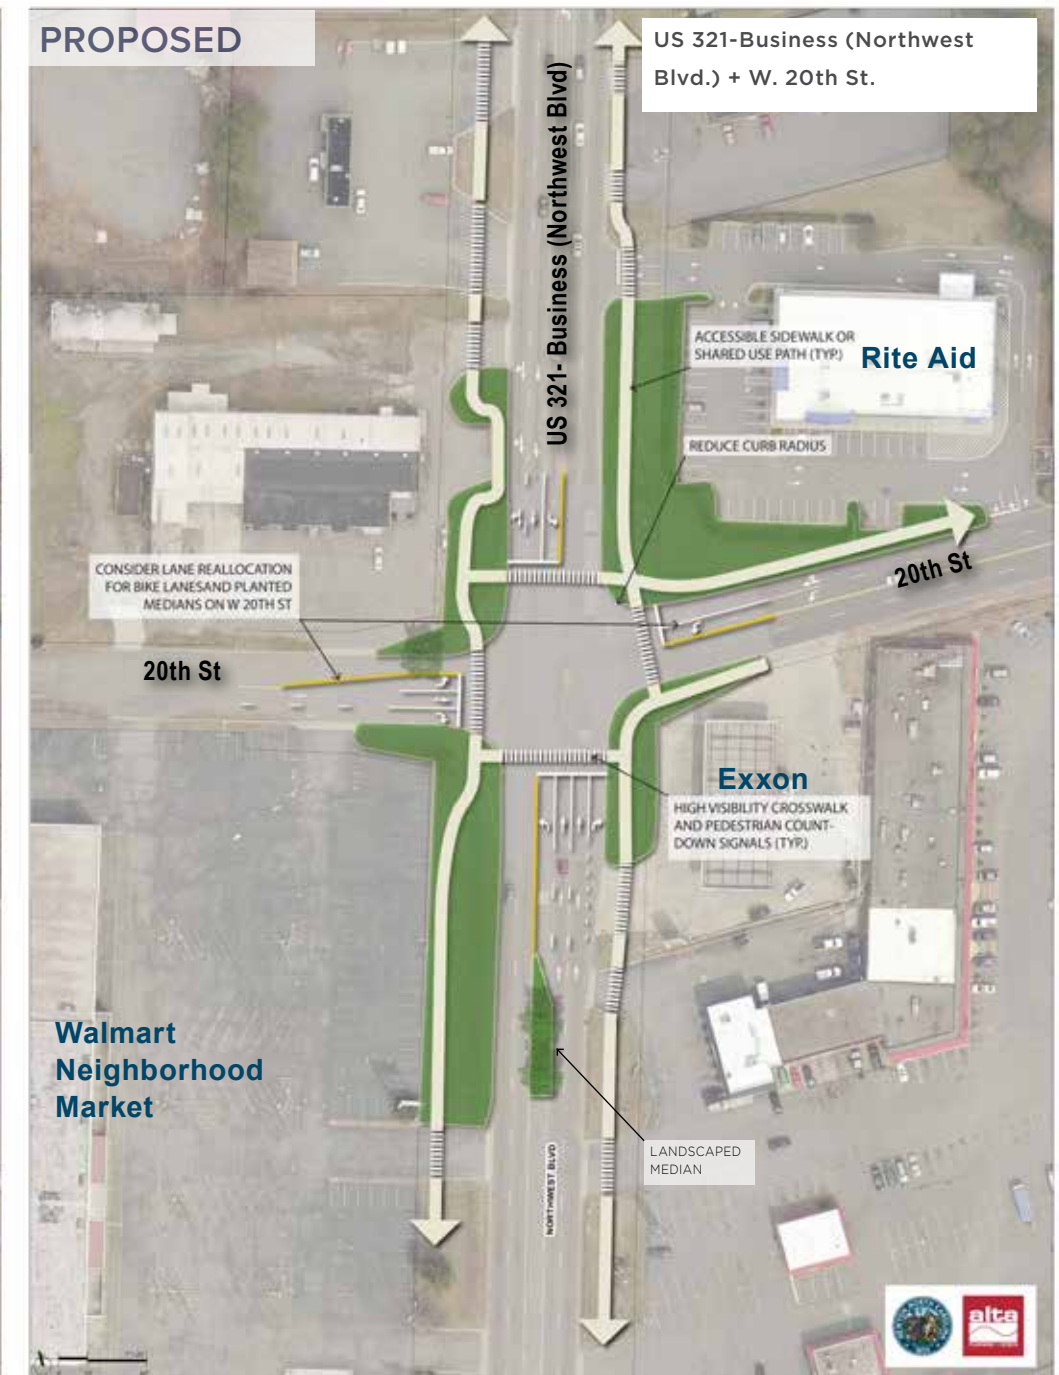 PROPOSED
US 321-Business (Northwest
Blvd.) + W. 20th St.
US 321- Business (Northwest Blvd)
ACCESSIBLE SIDEWALK OR
SHARED USE PATH (TYP.)
Rite Aid
REDUCE CURB RADIUS
CONSIDER LANE REALLOCATION
FOR BIKE LANESAND PLANTED
MEDIANS ON W 20TH ST
20th St
20th St
Exxon
HIGH VISIBILITY CROSSWALK
AND PEDESTRIAN COUNT-
DOWN SIGNALS (TYP.)
Walmart
Neighborhood
Market
LANDSCAPED
MEDIAN
NORTHWEST BLVD
alta